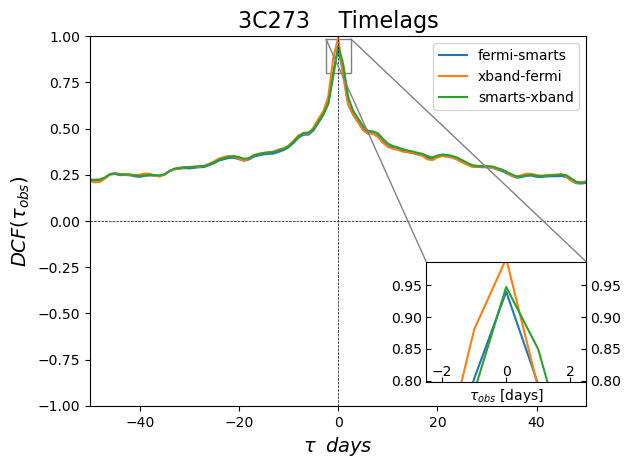 3C273 Timelags
1.00
0.75
0.50
0.25
0.00
−0.25
−0.50
−0.75
−1.00
DCF(τobs)
fermi-smarts
xband-fermi
smarts-xband
0.95 0.95
0.90 0.90
0.85 0.85
0.80 0.80
−2 0 2
τobs [days]
−40 −20 0 20 40
τ days